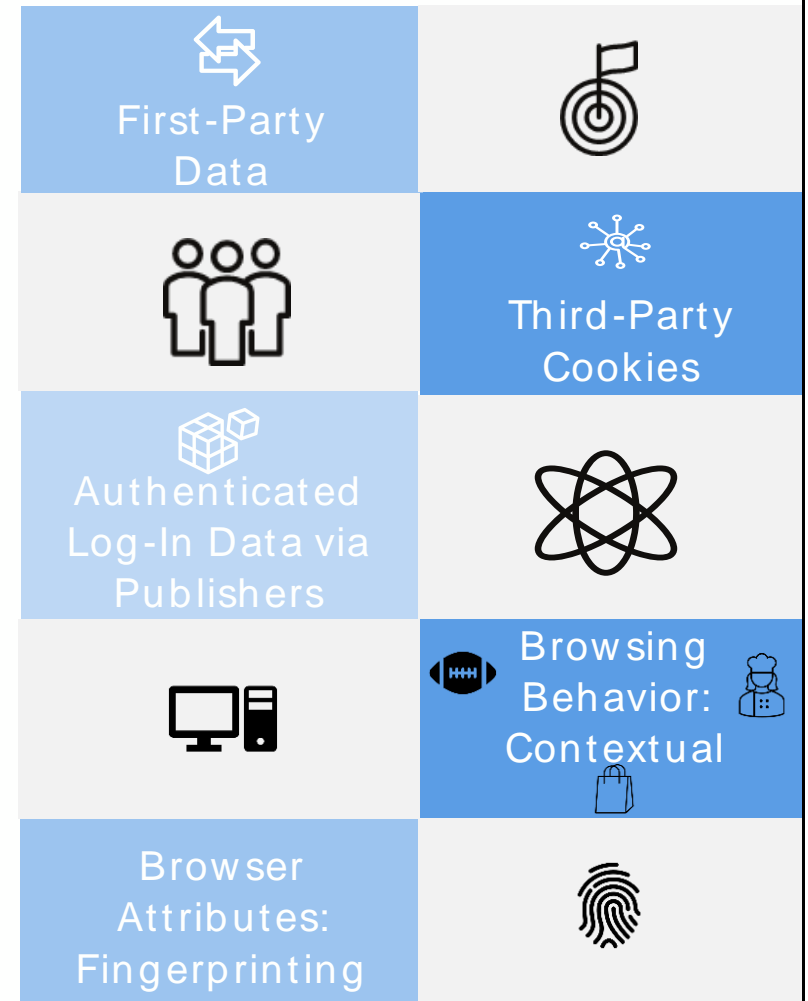 First-Party
Data
Third-Party
Cookies
Authenticated
Log-In Data via
Publishers
Browsing
Behavior:
Contextual
Browser
Attributes:
Fingerprinting